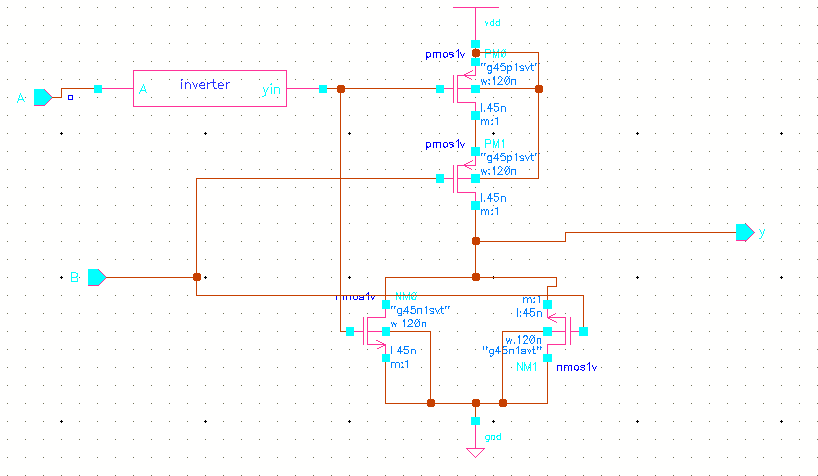 vdd
pmos1v PM0
"g45p1svt"
w:120n
l:45n
m:1
inverter
A
A
yin
pmos1v PM1
"g45p1svt"
w:120n
l:45n
m:1
y
B
nmos1v NM0
"g45n1svt"
w:120n
l:45n
m:1
m:1
l:45n
w:120n
"g45n1svt"
NM1
nmos1v
gnd